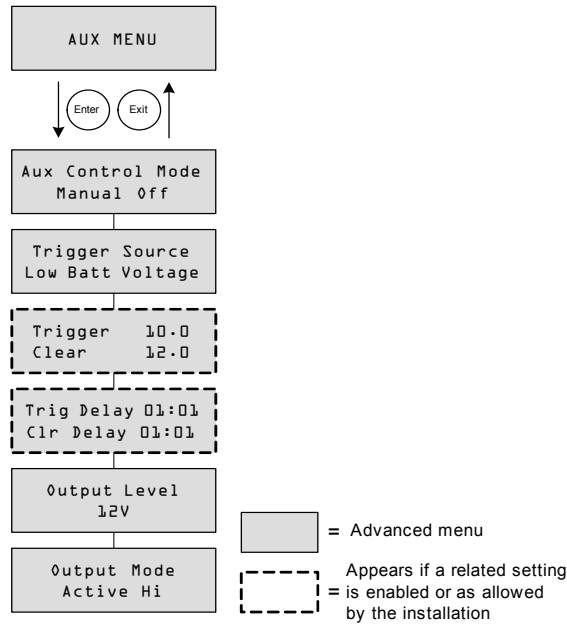 AUX MENU
Enter
Exit
Aux Control Mode
Manual Off
Trigger Source
Low Batt Voltage
Trigger 10.0
Clear 12.0
Trig Delay 01:01
Clr Delay 01:01
Output Level
12V
Output Mode
Active Hi
= Advanced menu
Appears if a related setting
= is enabled or as allowed
by the installation